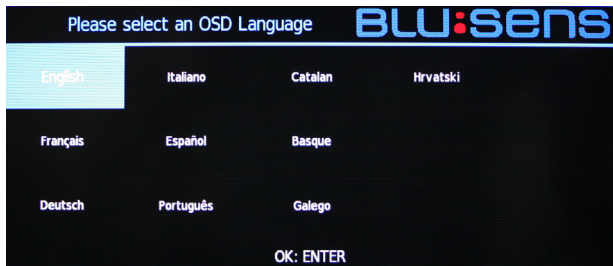 Please select an OSD Language
BLU:sens
English Italiano Catalan Hrvatski
Français Español Basque
Deutsch Português Galego
OK: ENTER